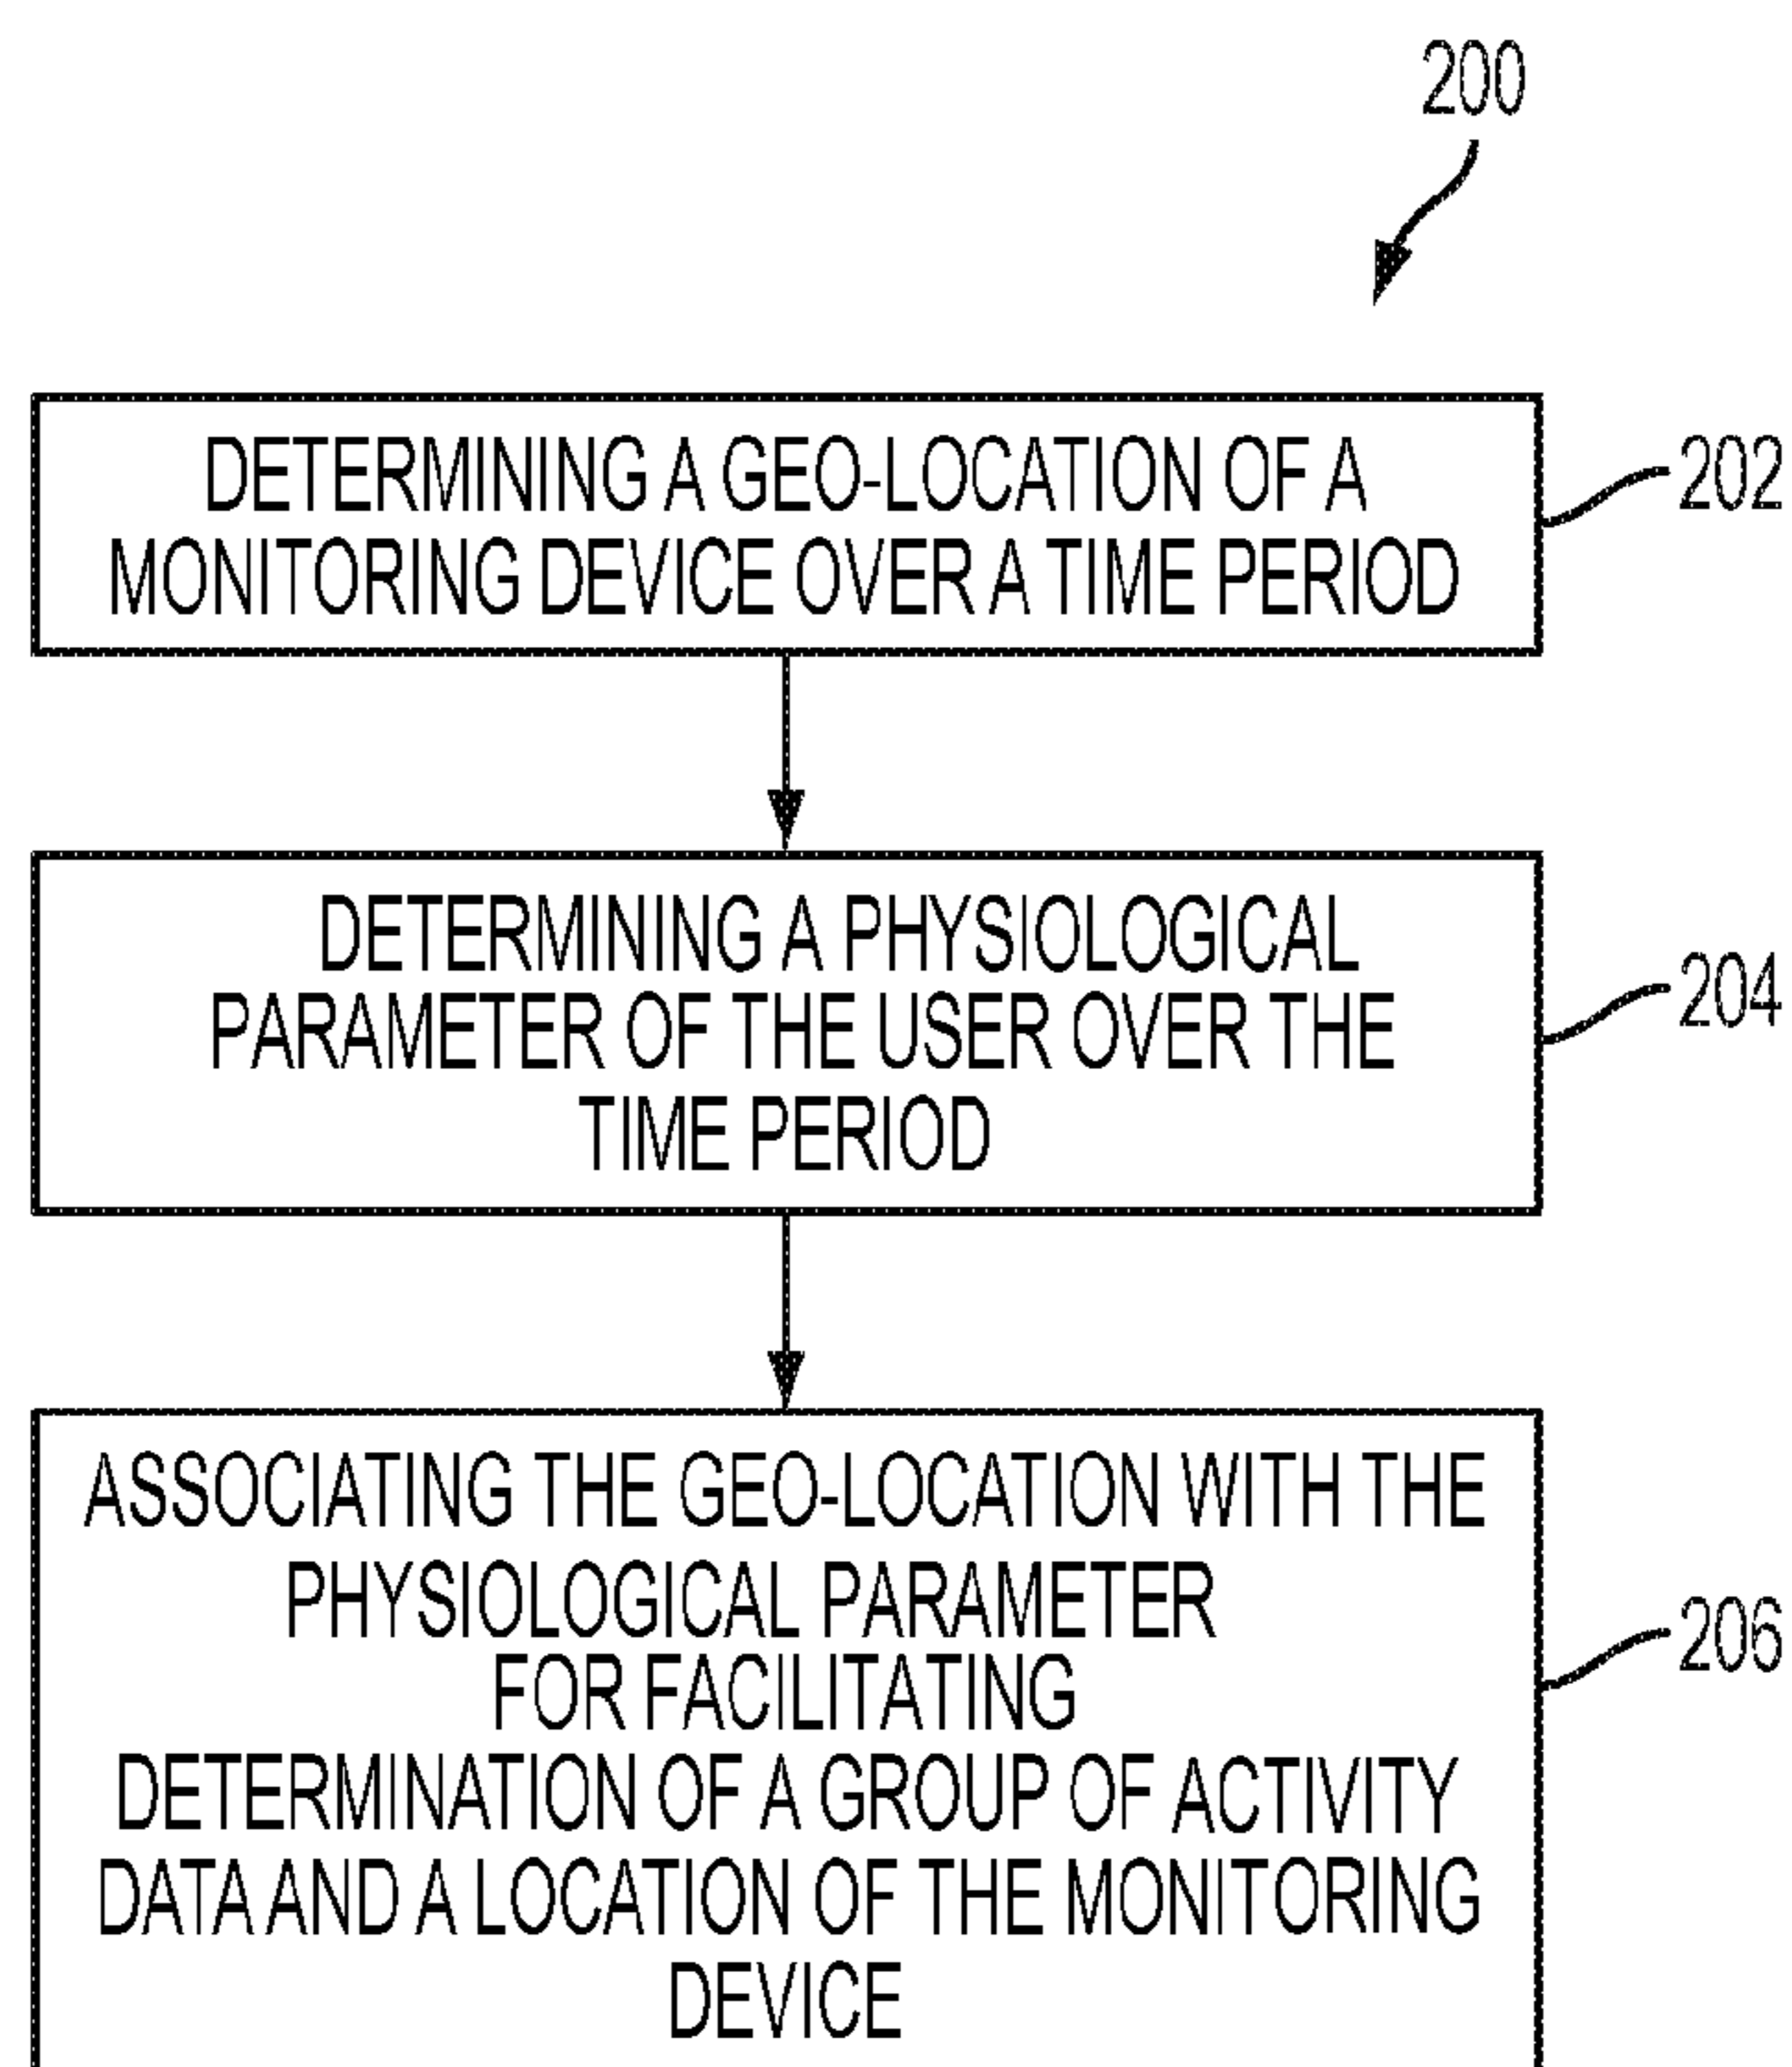 200
DETERMINING A GEO-LOCATION OF A
MONITORING DEVICE OVER A TIME PERIOD
202
DETERMINING A PHYSIOLOGICAL
PARAMETER OF THE USER OVER THE
TIME PERIOD
204
ASSOCIATING THE GEO-LOCATION WITH THE
PHYSIOLOGICAL PARAMETER
FOR FACILITATING
DETERMINATION OF A GROUP OF ACTIVITY
DATA AND A LOCATION OF THE MONITORING
DEVICE
206